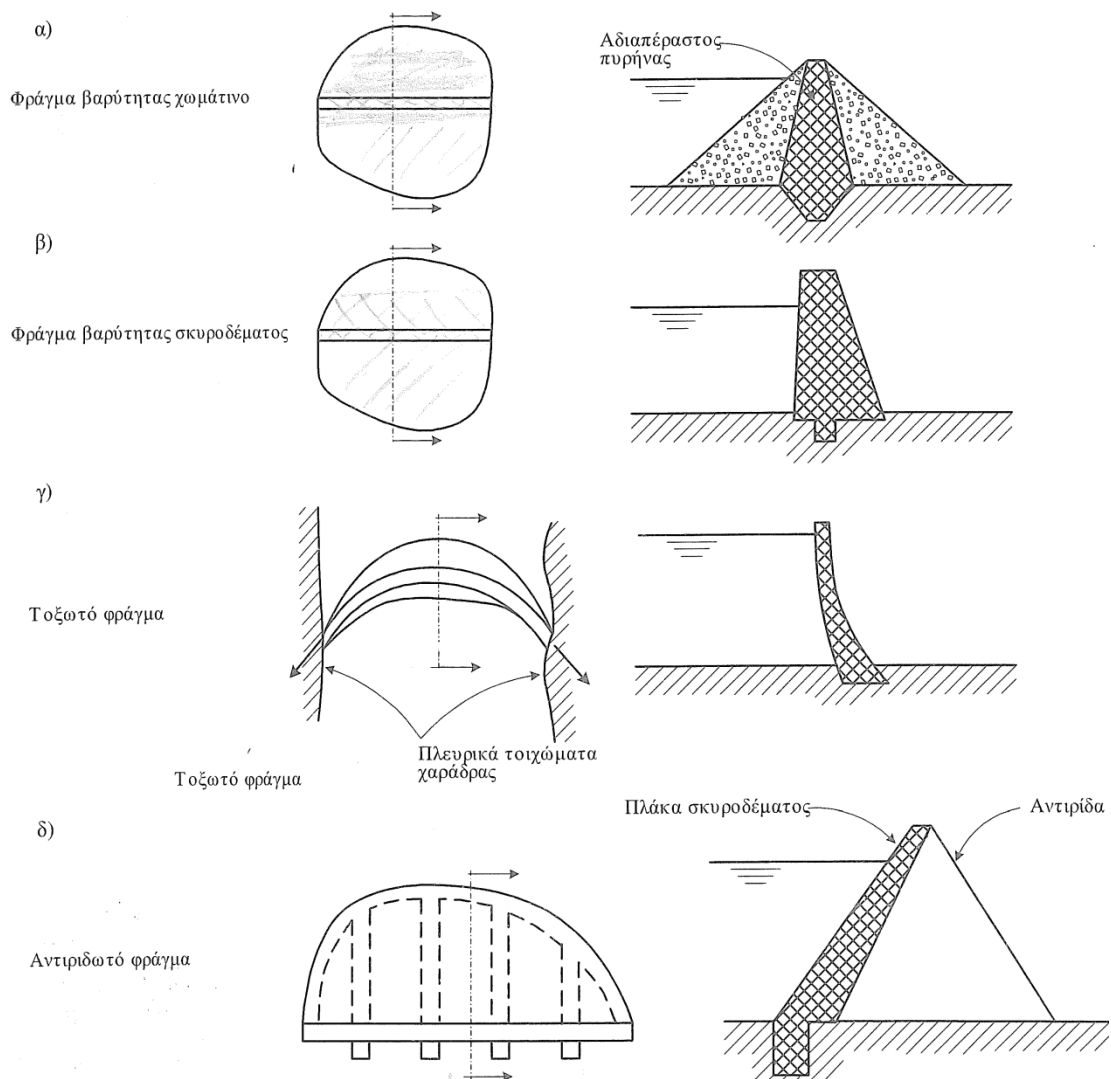 α)
Φράγμα βαρύτητας χωμάτινο
Αδιαπέραστος
πυρήνας
β)
Φράγμα βαρύτητας σκυροδέματος
γ)
Τοξωτό φράγμα
Πλευρικά τοιχώματα
χαράδρας
Τοξωτό φράγμα
δ)
Πλάκα σκυροδέματος
Αντιρίδα
Αντιριδωτό φράγμα